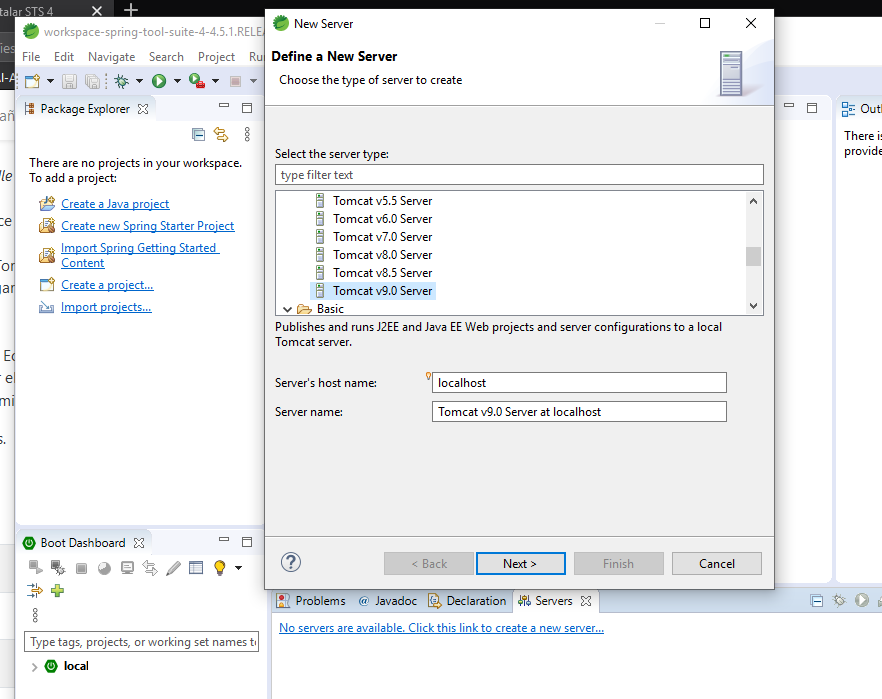 talar STS 4
workspace-spring-tool-suite-4-4.5.1.RELEA
File Edit Navigate Search Project Ru
Package Explorer
There are no projects in your workspace.
To add a project:
Create a Java project
Create new Spring Starter Project
Import Spring Getting Started
Content
Create a project...
Import projects...
Boot Dashboard
Type tags, projects, or working set names to
local
New Server
Define a New Server
Choose the type of server to create
Select the server type:
type filter text
Tomcat v5.5 Server
Tomcat v6.0 Server
Tomcat v7.0 Server
Tomcat v8.0 Server
Tomcat v8.5 Server
Tomcat v9.0 Server
Basic
Publishes and runs J2EE and Java EE Web projects and server configurations to a local
Tomcat server.
Server's host name:
localhost
Server name:
Tomcat v9.0 Server at localhost
?
< Back Next > Finish Cancel
Problems @ Javadoc Declaration Servers
No servers are available. Click this link to create a new server...
Outl
There is
provide